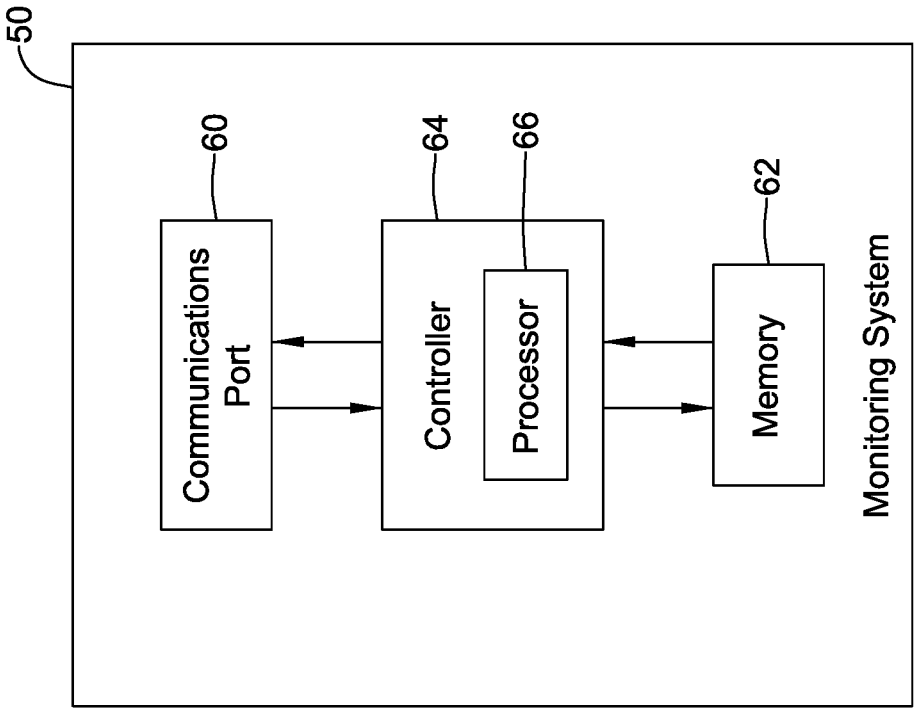 50
60
Communications
Port
64
Controller
66
Processor
62
Memory
Monitoring System